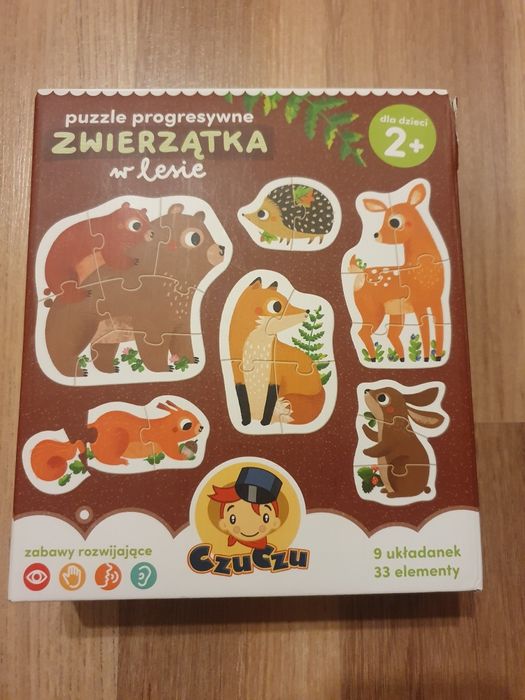 puzzle progresywne
ZWIERZĄTKA
w lesie
dla dzieci
2+
zabawy rozwijające
CzuCzu
9 układanek
33 elementy